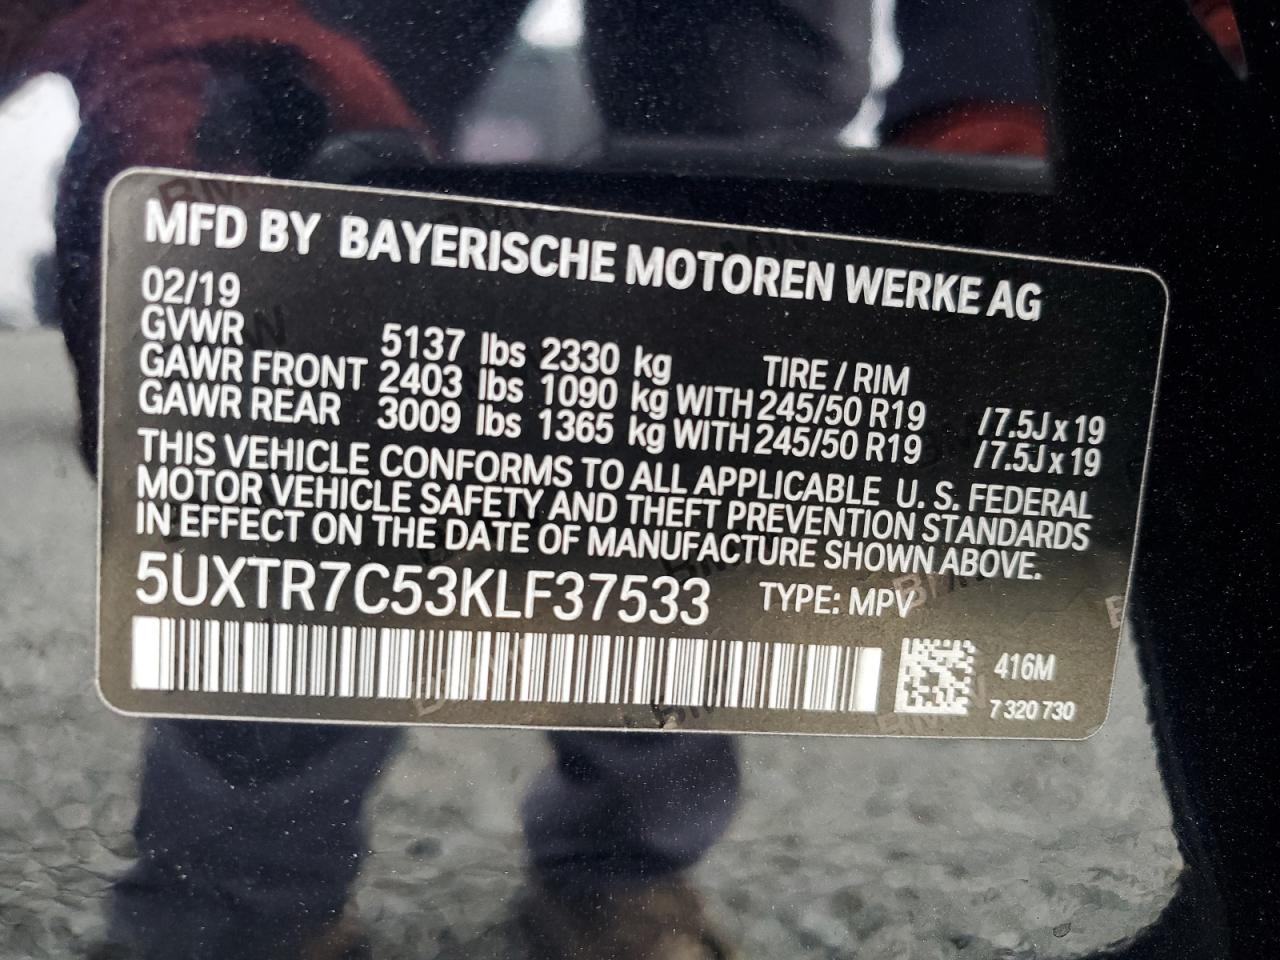 MFD BY BAYERISCHE MOTOREN WERKE AG
02/19
GVWR 5137 lbs 2330 kg TIRE / RIM
GAWR FRONT 2403 lbs 1090 kg WITH 245/50 R19 /7.5J x 19
GAWR REAR 3009 lbs 1365 kg WITH 245/50 R19 /7.5J x 19
THIS VEHICLE CONFORMS TO ALL APPLICABLE U. S. FEDERAL
MOTOR VEHICLE SAFETY AND THEFT PREVENTION STANDARDS
IN EFFECT ON THE DATE OF MANUFACTURE SHOWN ABOVE.
5UXTR7C53KLF37533 TYPE: MPV
416M
7 320 730